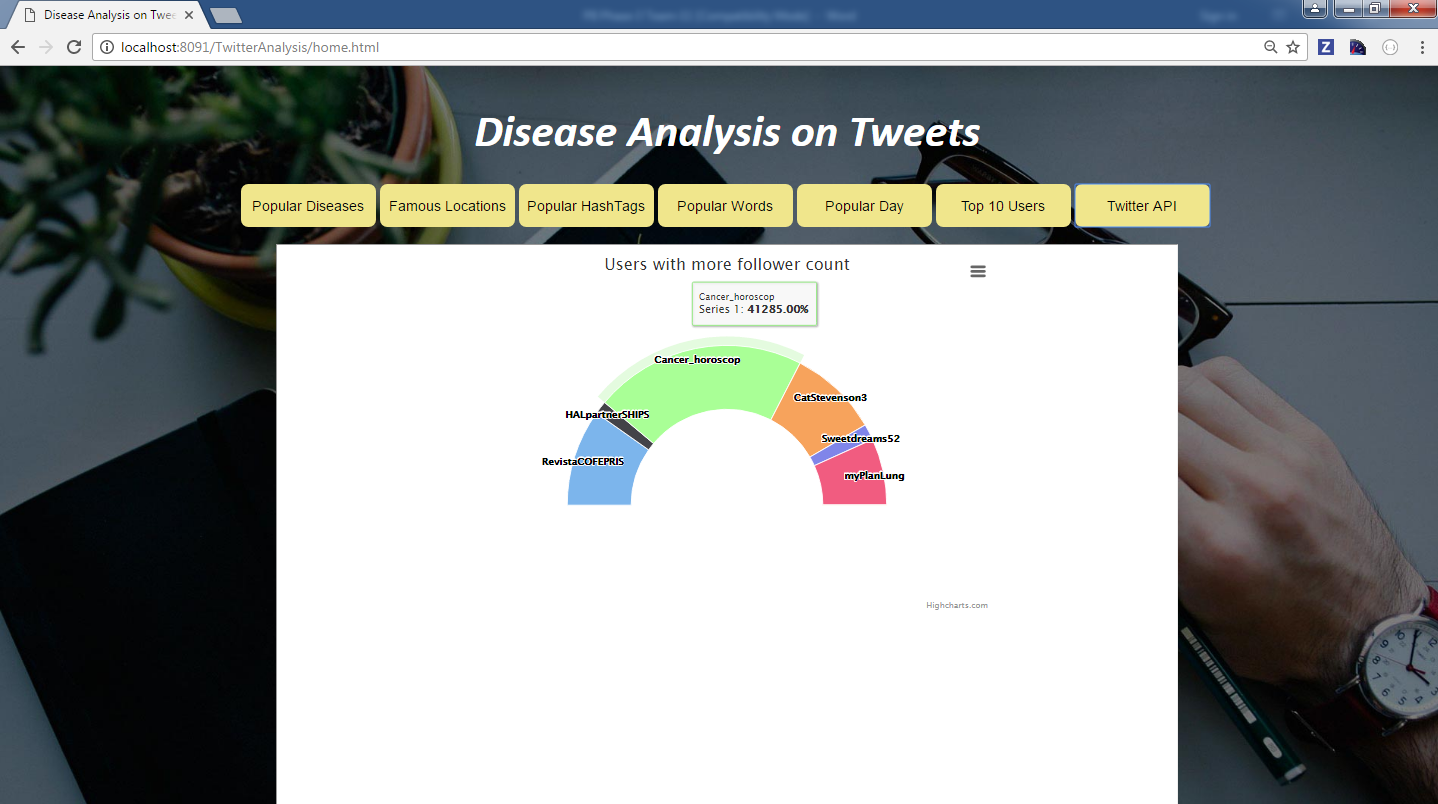 Disease Analysis on Twee
localhost:8091/TwitterAnalysis/home.html
Disease Analysis on Tweets
Popular Diseases
Famous Locations
Popular HashTags
Popular Words
Popular Day
Top 10 Users
Twitter API
Users with more follower count
Cancer_horoscop
Series 1: 41285.00%
Cancer_horoscop
CatStevenson3
HALpartnerSHIPS
Sweetdreams52
RevistaCOFEPRIS
myPlanLung
Highcharts.com